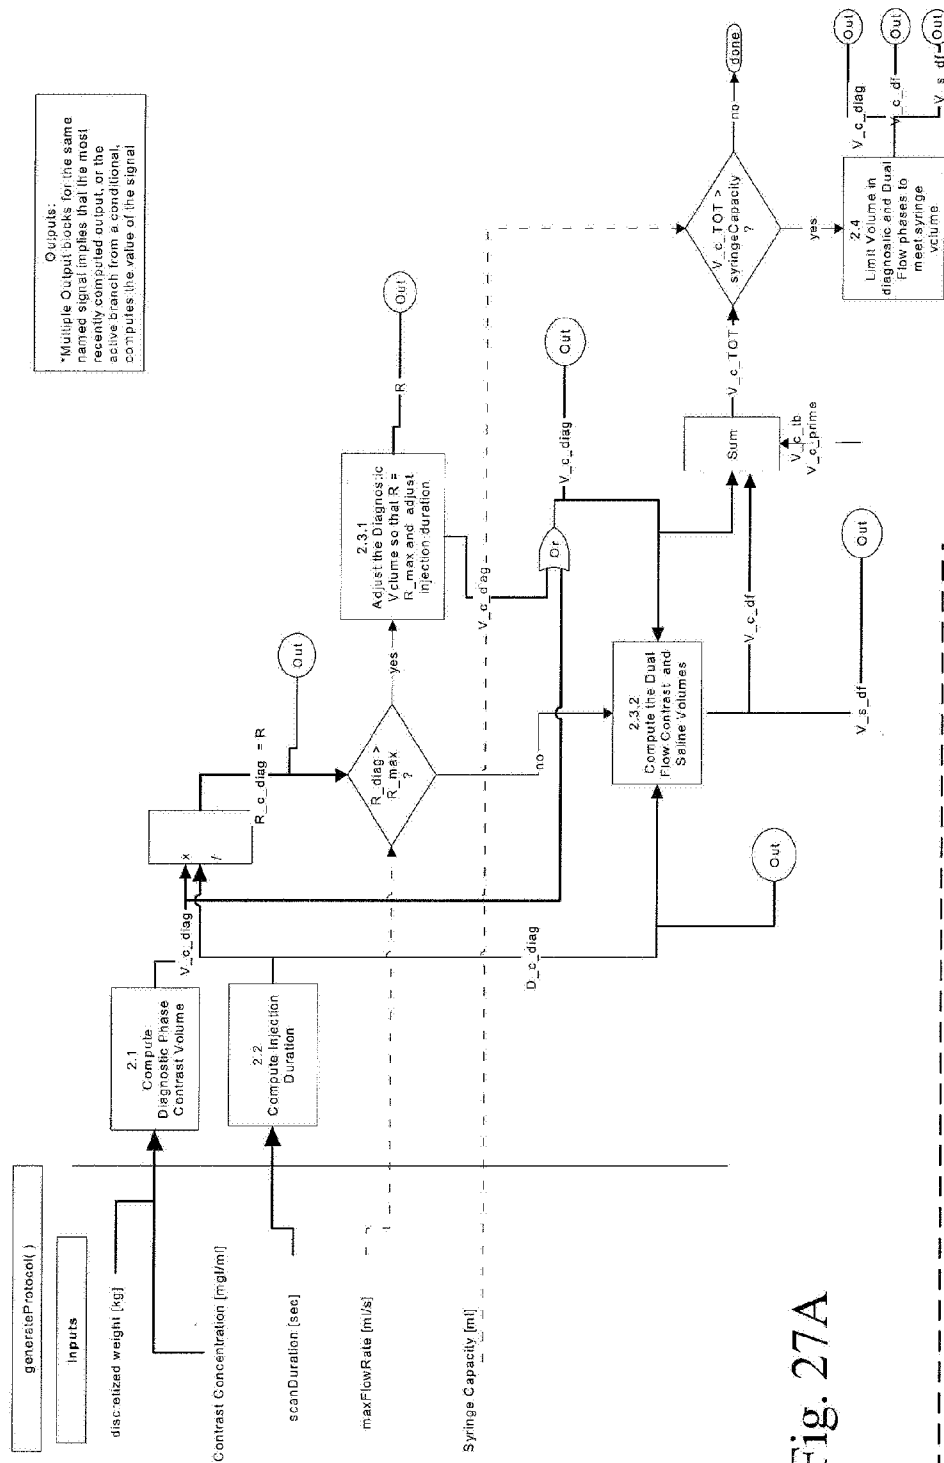 generateProtocol( )
Inputs
discretized weight [kg]
Contrast Concentration [mgI/ml]
scanDuration [sec]
maxFlowRate [ml/s]
Syringe Capacity [ml]
2.1
Compute
Diagnostic Phase
Contrast Volume
2.2
Compute Injection
Duration
V_c_diag
D_c_diag
x
/
R_c_diag = R
Out
R_diag >
R_max
?
yes
no
2.3.1
Adjust the Diagnostic
Volume so that R =
R_max and adjust
injection duration
R
Out
V_c_diag
Or
V_c_diag
Out
2.3.2
Compute the Dual
Flow Contrast and
Saline Volumes
Out
V_c_df
V_s_df
Out
Sum
V_c_tb
V_c_prime
V_c_TOT
V_c_TOT >
syringeCapacity
?
no
done
yes
2.4
Limit Volume in
diagnostic and Dual
Flow phases to
meet syringe
volume
V_c_diag
Out
V_c_df
Out
V_s_df
Out
Outputs:
*Multiple Output blocks for the same
named signal implies that the most
recently computed output, or the
active branch from a conditional,
computes the value of the signal
Fig. 27A